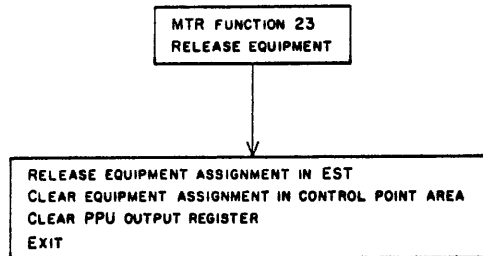 MTR FUNCTION 23
RELEASE EQUIPMENT
RELEASE EQUIPMENT ASSIGNMENT IN EST
CLEAR EQUIPMENT ASSIGNMENT IN CONTROL POINT AREA
CLEAR PPU OUTPUT REGISTER
EXIT